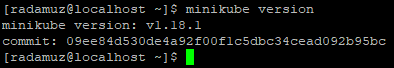 [radamuz@localhost ~]$ minikube version
minikube version: v1.18.1
commit: 09ee84d530de4a92f00f1c5dbc34cead092b95bc
[radamuz@localhost ~]$